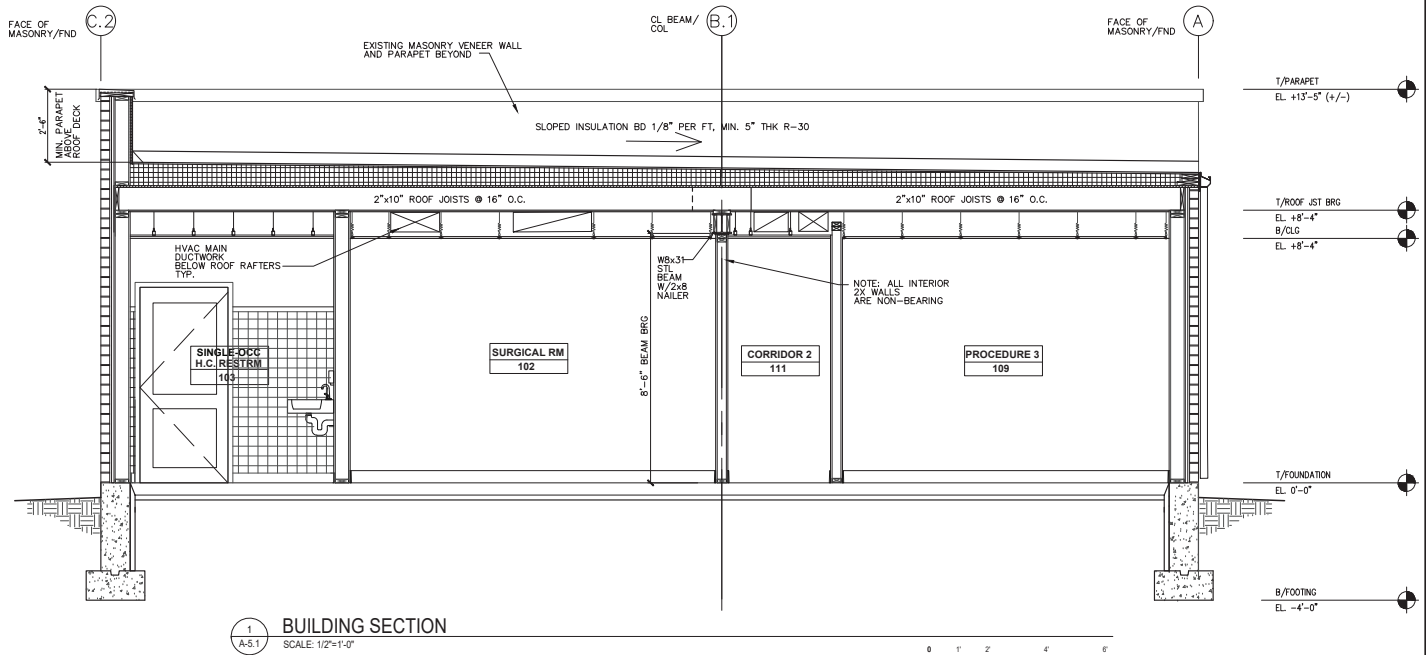 FACE OF
MASONRY/FND
C.2
CL BEAM/
COL
B.1
FACE OF
MASONRY/FND
A
EXISTING MASONRY VENEER WALL
AND PARAPET BEYOND
T/PARAPET
EL. +13'-5" (+/-)
2'-6"
MIN. PARAPET
ABOVE
ROOF DECK
SLOPED INSULATION BD 1/8" PER FT, MIN. 5" THK R-30
2"x10" ROOF JOISTS @ 16" O.C.
2"x10" ROOF JOISTS @ 16" O.C.
T/ROOF JST BRG
EL. +8'-4"
B/CLG
EL. +8'-4"
HVAC MAIN
DUCTWORK
BELOW ROOF RAFTERS
TYP.
W8x31
STL
BEAM
W/2x8
NAILER
NOTE: ALL INTERIOR
2X WALLS
ARE NON-BEARING
8'-6" BEAM BRG
SINGLE-OCC
H.C. RESTRM
103
SURGICAL RM
102
CORRIDOR 2
111
PROCEDURE 3
109
T/FOUNDATION
EL. 0'-0"
B/FOOTING
EL. -4'-0"
1
A-5.1
BUILDING SECTION
SCALE: 1/2"=1'-0"
0 1' 2' 4' 6'